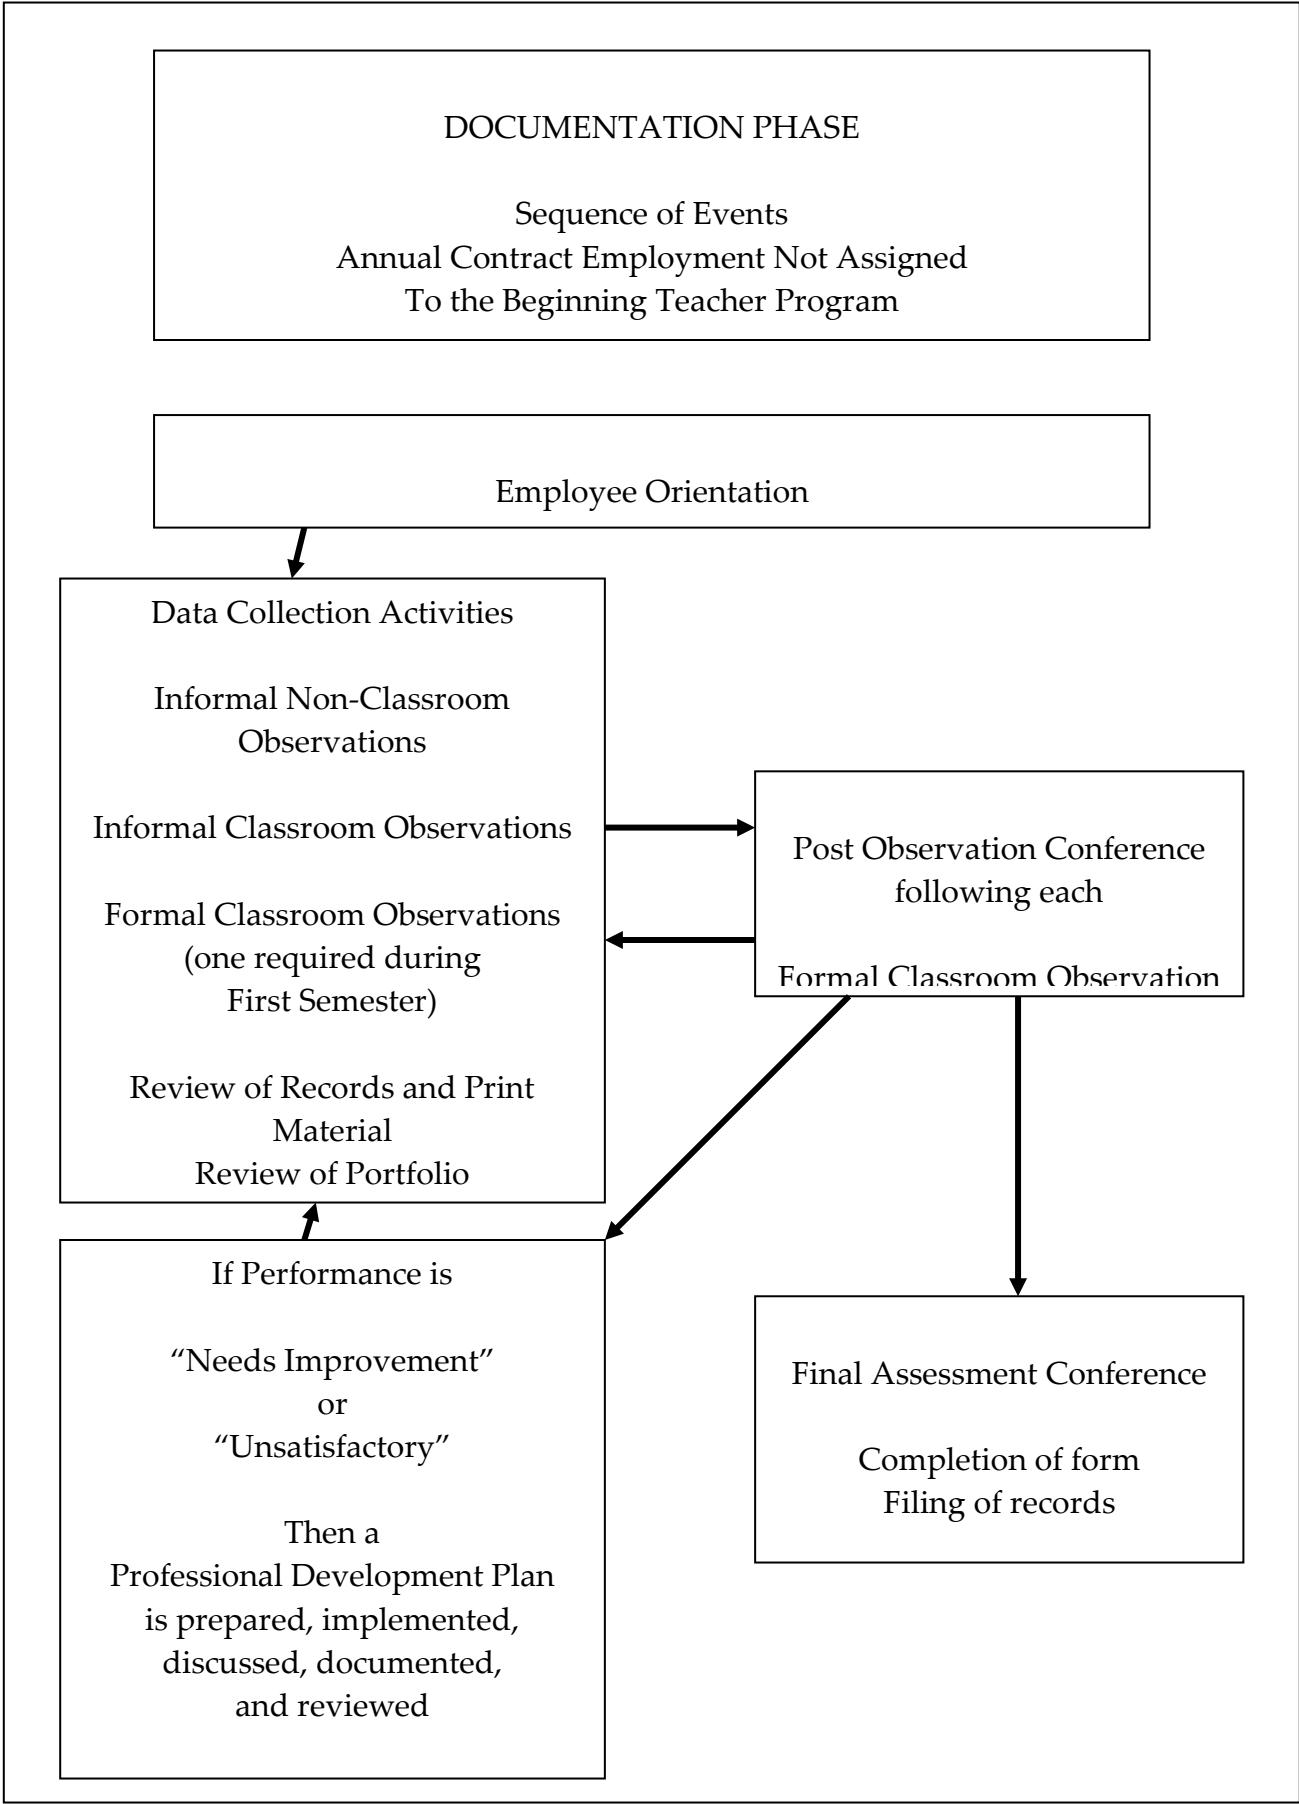 DOCUMENTATION PHASE
Sequence of Events
Annual Contract Employment Not Assigned
To the Beginning Teacher Program
Employee Orientation
Data Collection Activities
Informal Non-Classroom
Observations
Informal Classroom Observations
Formal Classroom Observations
(one required during
First Semester)
Review of Records and Print
Material
Review of Portfolio
Post Observation Conference
following each
Formal Classroom Observation
If Performance is
“Needs Improvement”
or
“Unsatisfactory”
Then a
Professional Development Plan
is prepared, implemented,
discussed, documented,
and reviewed
Final Assessment Conference
Completion of form
Filing of records